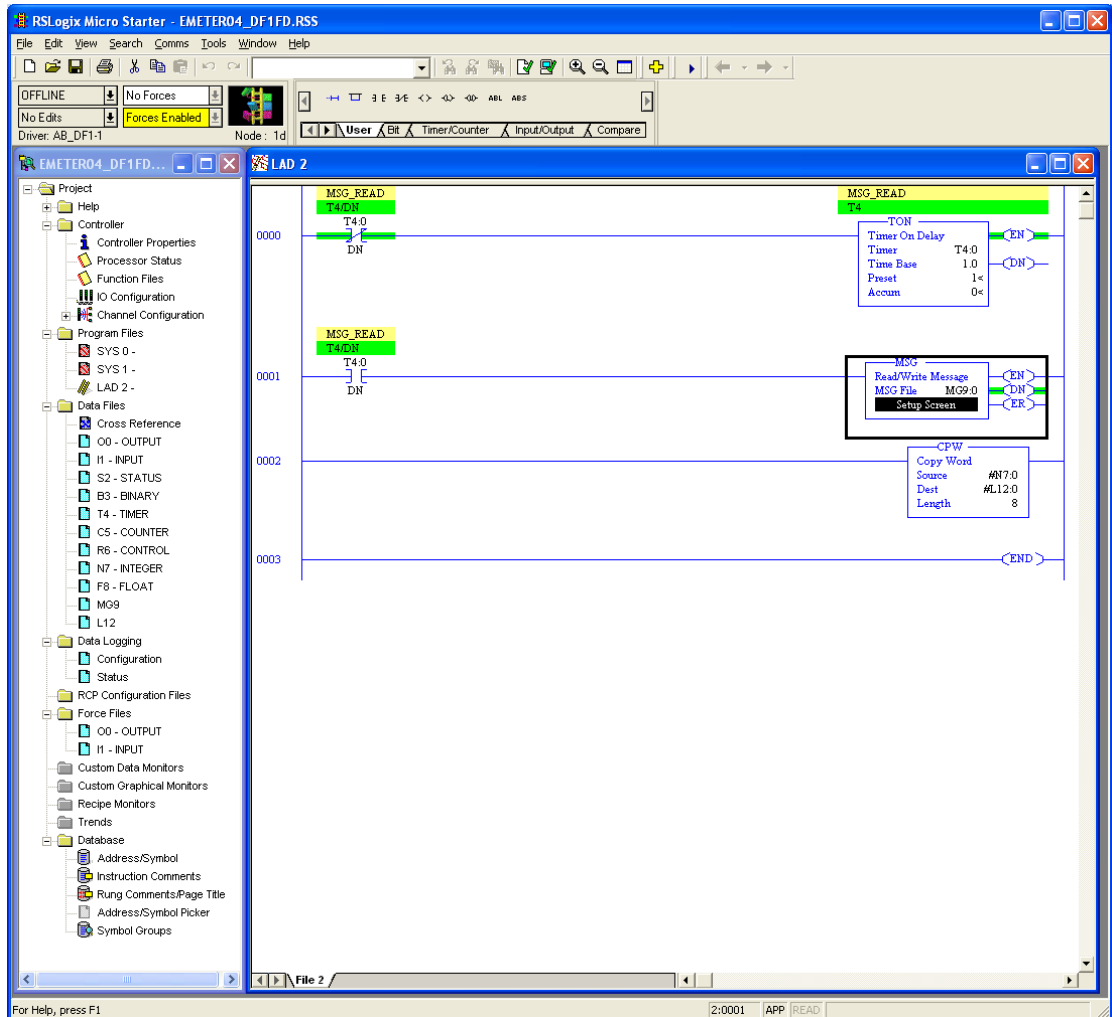 RSLogix Micro Starter - EMETER04_DF1FD.RSS
File Edit View Search Comms Tools Window Help
OFFLINE No Forces
No Edits Forces Enabled
Driver: AB_DF1-1 Node : 1d
ABL ABS
User Bit Timer/Counter Input/Output Compare
EMETER04_DF1FD...
Project
Help
Controller
Controller Properties
Processor Status
Function Files
IO Configuration
Channel Configuration
Program Files
SYS 0 -
SYS 1 -
LAD 2 -
Data Files
Cross Reference
O0 - OUTPUT
I1 - INPUT
S2 - STATUS
B3 - BINARY
T4 - TIMER
C5 - COUNTER
R6 - CONTROL
N7 - INTEGER
F8 - FLOAT
MG9
L12
Data Logging
Configuration
Status
RCP Configuration Files
Force Files
O0 - OUTPUT
I1 - INPUT
Custom Data Monitors
Custom Graphical Monitors
Recipe Monitors
Trends
Database
Address/Symbol
Instruction Comments
Rung Comments/Page Title
Address/Symbol Picker
Symbol Groups
LAD 2
MSG_READ
T4/DN
T4:0
0000
DN
MSG_READ
T4
TON
Timer On Delay
Timer T4:0
Time Base 1.0
Preset 1<
Accum 0<
EN
DN
MSG_READ
T4/DN
T4:0
0001
DN
MSG
Read/Write Message
MSG File MG9:0
Setup Screen
EN
DN
ER
0002
CPW
Copy Word
Source #N7:0
Dest #L12:0
Length 8
0003
END
File 2
For Help, press F1
2:0001 APP READ